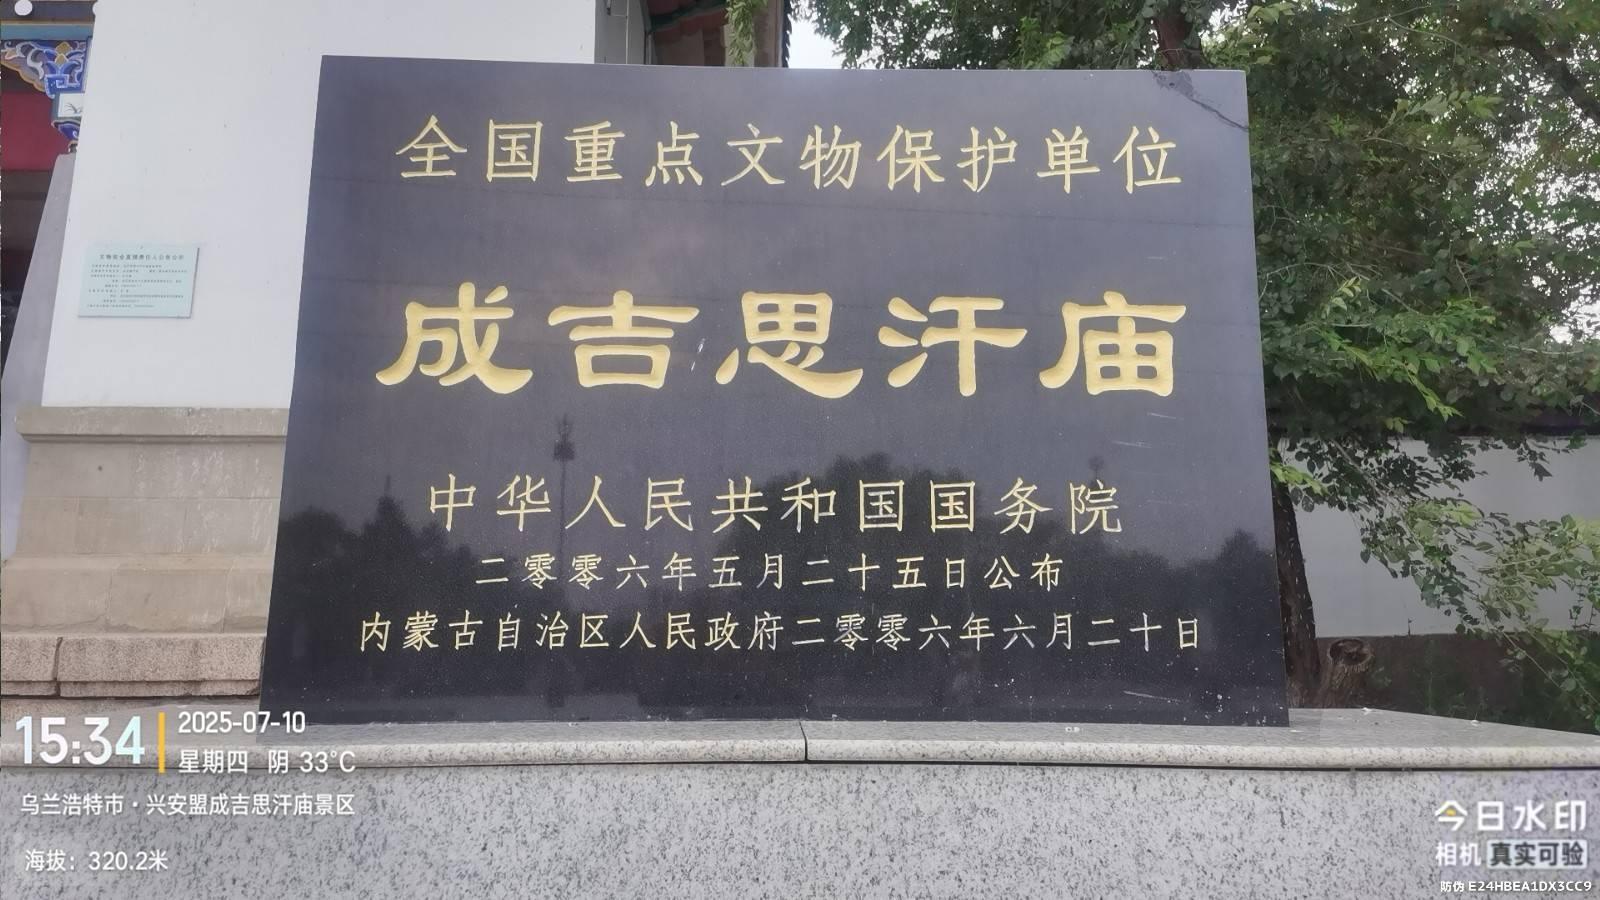 全国重点文物保护单位
成吉思汗庙
中华人民共和国国务院
二零零六年五月二十五日公布
内蒙古自治区人民政府二零零六年六月二十日
15:34
2025-07-10
星期四 阴 33°C
乌兰浩特市·兴安盟成吉思汗庙景区
海拔：320.2米
今日水印
相机 真实可验
防伪 E24HBEA1DX3CC9